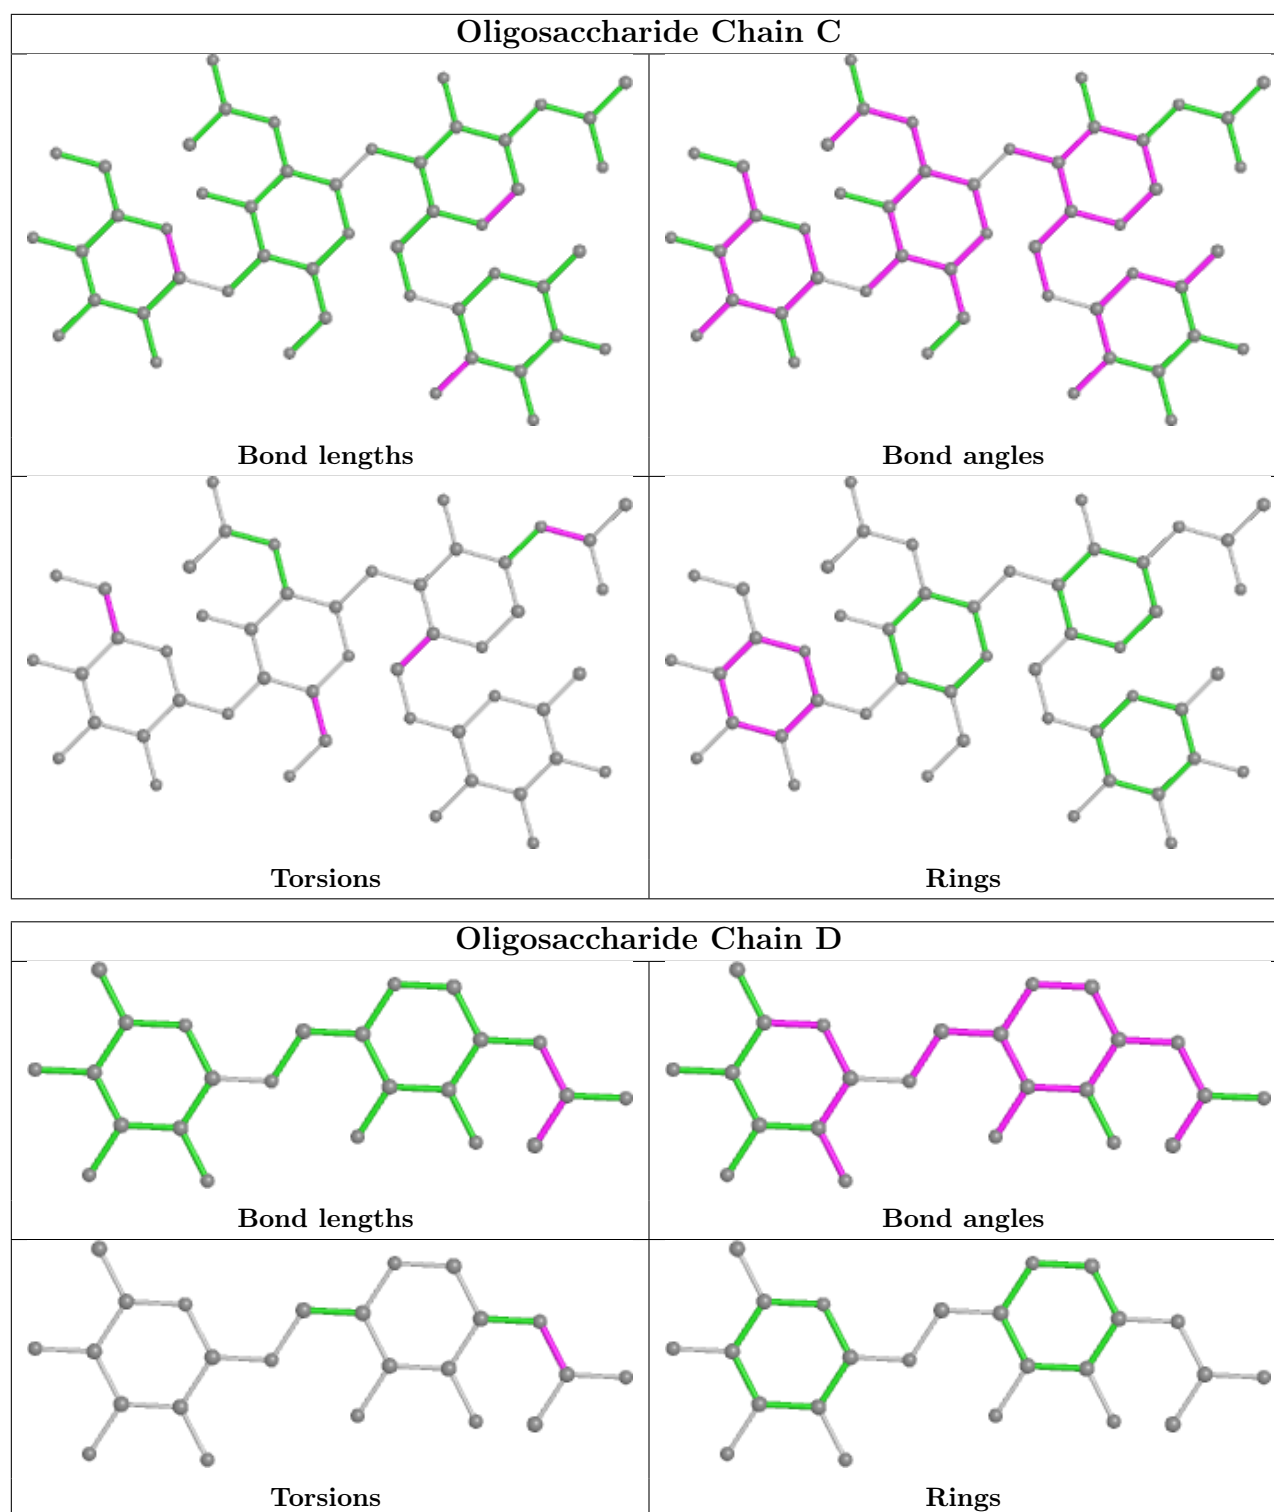 Oligosaccharide Chain C
Bond lengths
Bond angles
Torsions
Rings
Oligosaccharide Chain D
Bond lengths
Bond angles
Torsions
Rings